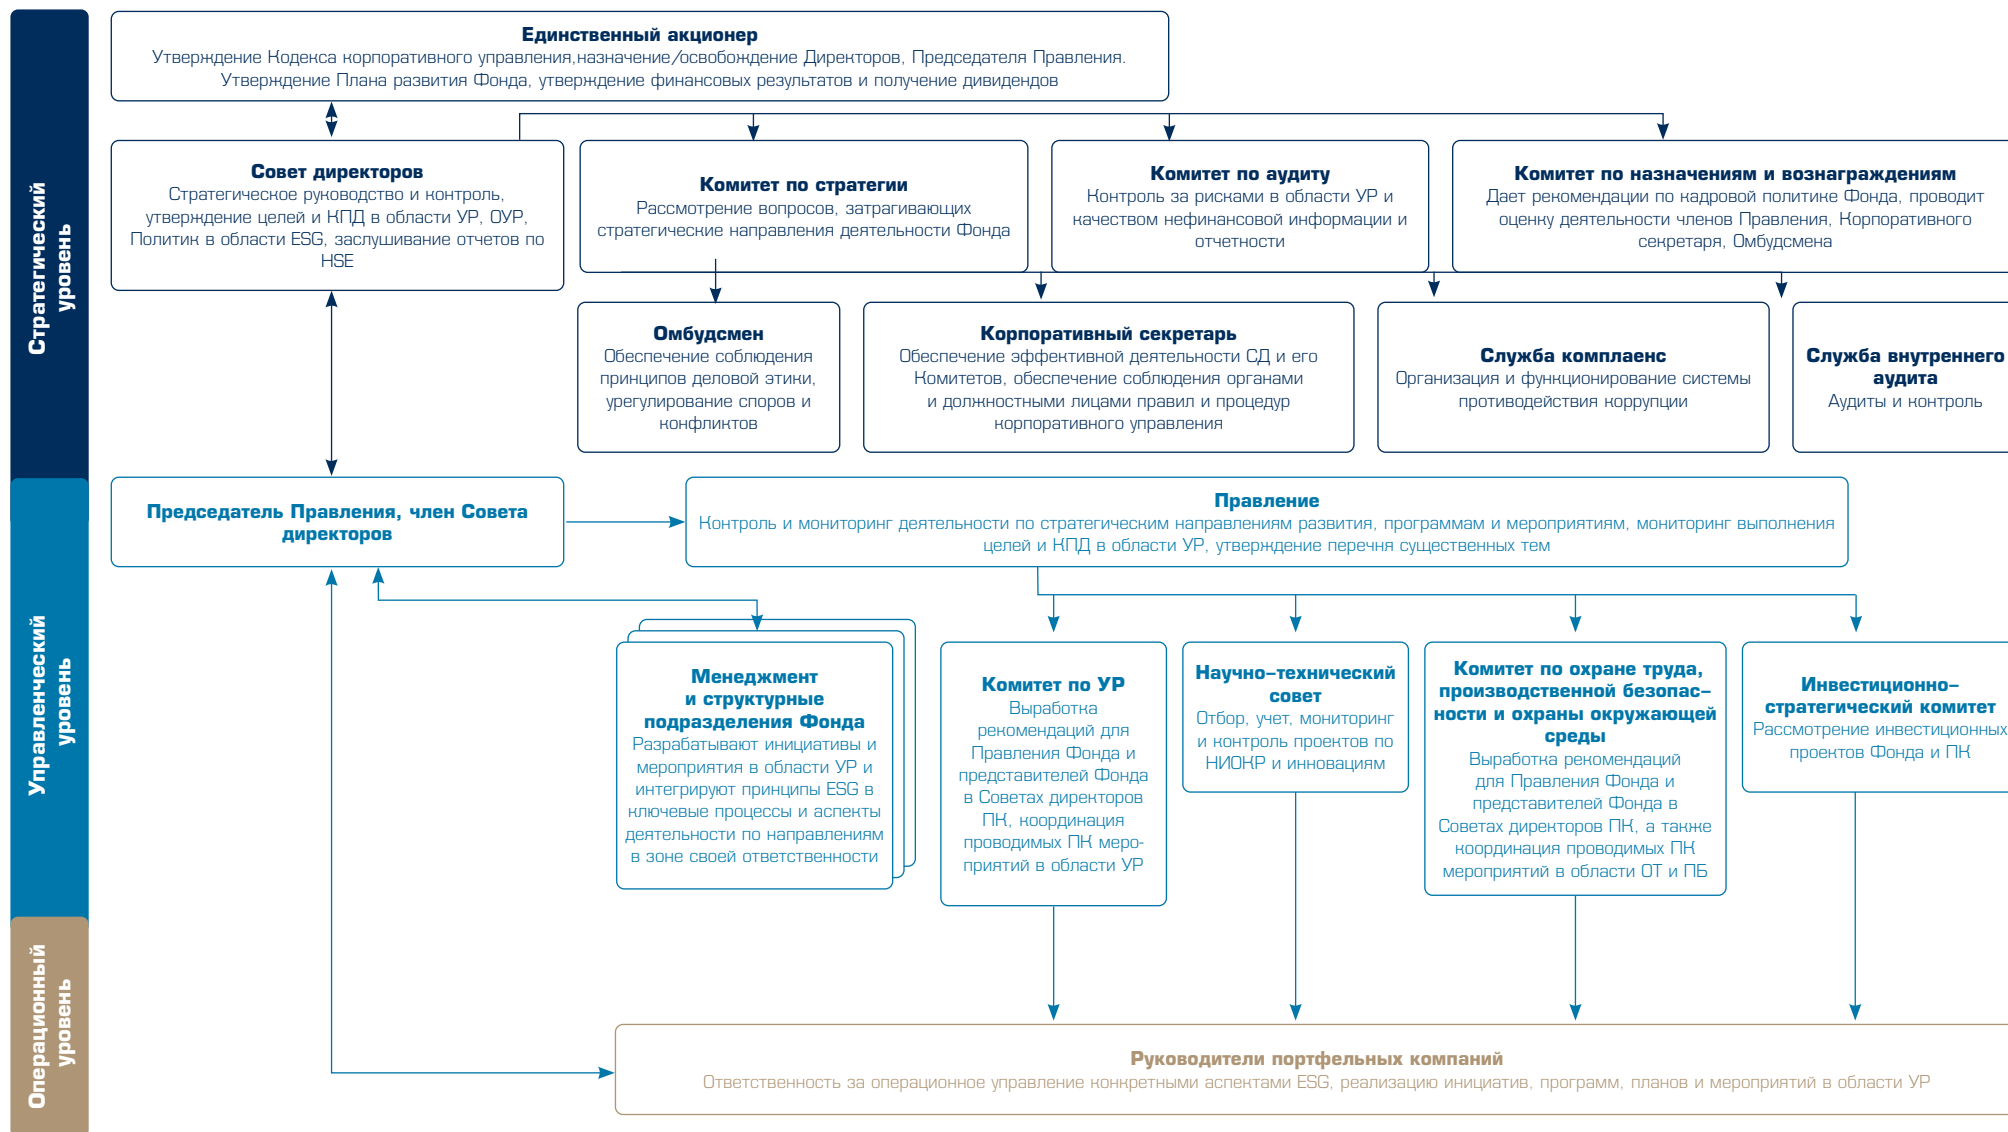 Стратегический
уровень
Единственный акционер
Утверждение Кодекса корпоративного управления,назначение/освобождение Директоров, Председателя Правления.
Утверждение Плана развития Фонда, утверждение финансовых результатов и получение дивидендов
Совет директоров
Стратегическое руководство и контроль,
утверждение целей и КПД в области УР, ОУР,
Политик в области ESG, заслушивание отчетов по
HSE
Комитет по стратегии
Рассмотрение вопросов, затрагивающих
стратегические направления деятельности Фонда
Комитет по аудиту
Контроль за рисками в области УР и
качеством нефинансовой информации и
отчетности
Комитет по назначениям и вознаграждениям
Дает рекомендации по кадровой политике Фонда, проводит
оценку деятельности членов Правления, Корпоративного
секретаря, Омбудсмена
Омбудсмен
Обеспечение соблюдения
принципов деловой этики,
урегулирование споров и
конфликтов
Корпоративный секретарь
Обеспечение эффективной деятельности СД и его
Комитетов, обеспечение соблюдения органами
и должностными лицами правил и процедур
корпоративного управления
Служба комплаенс
Организация и функционирование системы
противодействия коррупции
Служба внутреннего
аудита
Аудиты и контроль
Управленческий
уровень
Председатель Правления, член Совета
директоров
Правление
Контроль и мониторинг деятельности по стратегическим направлениям развития, программам и мероприятиям, мониторинг выполнения
целей и КПД в области УР, утверждение перечня существенных тем
Менеджмент
и структурные
подразделения Фонда
Разрабатывают инициативы и
мероприятия в области УР и
интегрируют принципы ESG в
ключевые процессы и аспекты
деятельности по направлениям
в зоне своей ответственности
Комитет по УР
Выработка
рекомендаций для
Правления Фонда и
представителей Фонда
в Советах директоров
ПК, координация
проводимых ПК меро-
приятий в области УР
Научно-технический
совет
Отбор, учет, мониторинг
и контроль проектов по
НИОКР и инновациям
Комитет по охране труда,
производственной безопас-
ности и охраны окружающей
среды
Выработка рекомендаций
для Правления Фонда и
представителей Фонда в
Советах директоров ПК, а также
координация проводимых ПК
мероприятий в области ОТ и ПБ
Инвестиционно-
стратегический комитет
Рассмотрение инвестиционных
проектов Фонда и ПК
Операционный
уровень
Руководители портфельных компаний
Ответственность за операционное управление конкретными аспектами ESG, реализацию инициатив, программ, планов и мероприятий в области УР